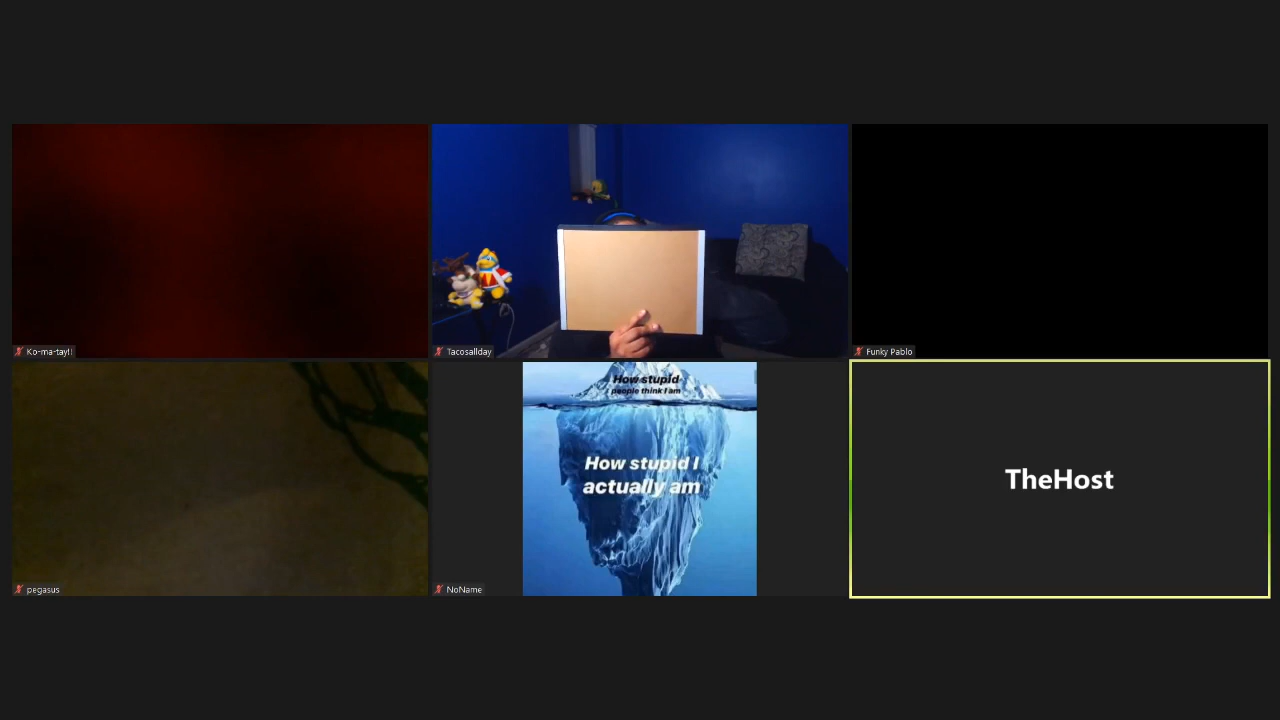 Ko-ma-tay!!
Tacosallday
Funky Pablo
How stupid
people think I am
How stupid I
actually am
TheHost
pegasus
NoName